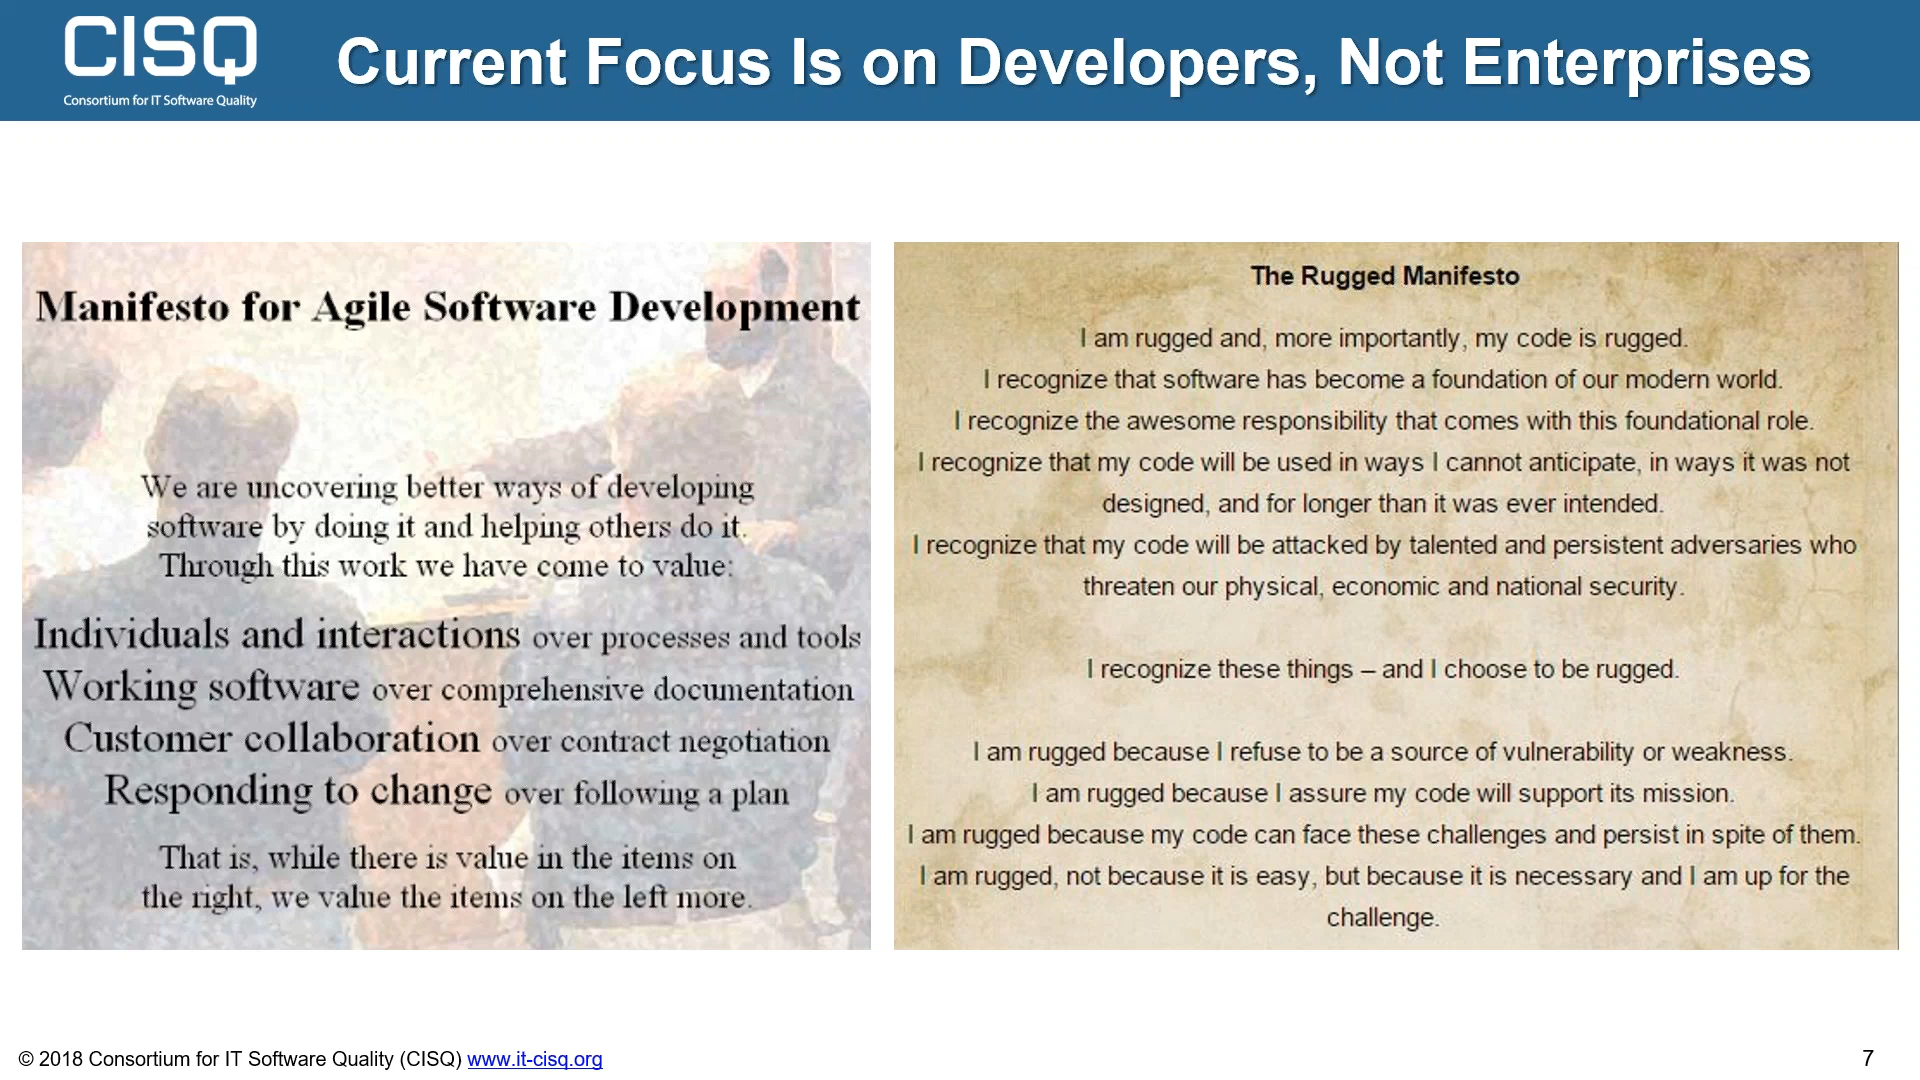 CISQ
Consortium for IT Software Quality
Current Focus Is on Developers, Not Enterprises
Manifesto for Agile Software Development
We are uncovering better ways of developing
software by doing it and helping others do it.
Through this work we have come to value:
Individuals and interactions over processes and tools
Working software over comprehensive documentation
Customer collaboration over contract negotiation
Responding to change over following a plan
That is, while there is value in the items on
the right, we value the items on the left more.
The Rugged Manifesto
I am rugged and, more importantly, my code is rugged.
I recognize that software has become a foundation of our modern world.
I recognize the awesome responsibility that comes with this foundational role.
I recognize that my code will be used in ways I cannot anticipate, in ways it was not
designed, and for longer than it was ever intended.
I recognize that my code will be attacked by talented and persistent adversaries who
threaten our physical, economic and national security.
I recognize these things – and I choose to be rugged.
I am rugged because I refuse to be a source of vulnerability or weakness.
I am rugged because I assure my code will support its mission.
I am rugged because my code can face these challenges and persist in spite of them.
I am rugged, not because it is easy, but because it is necessary and I am up for the
challenge.
© 2018 Consortium for IT Software Quality (CISQ) www.it-cisq.org
7